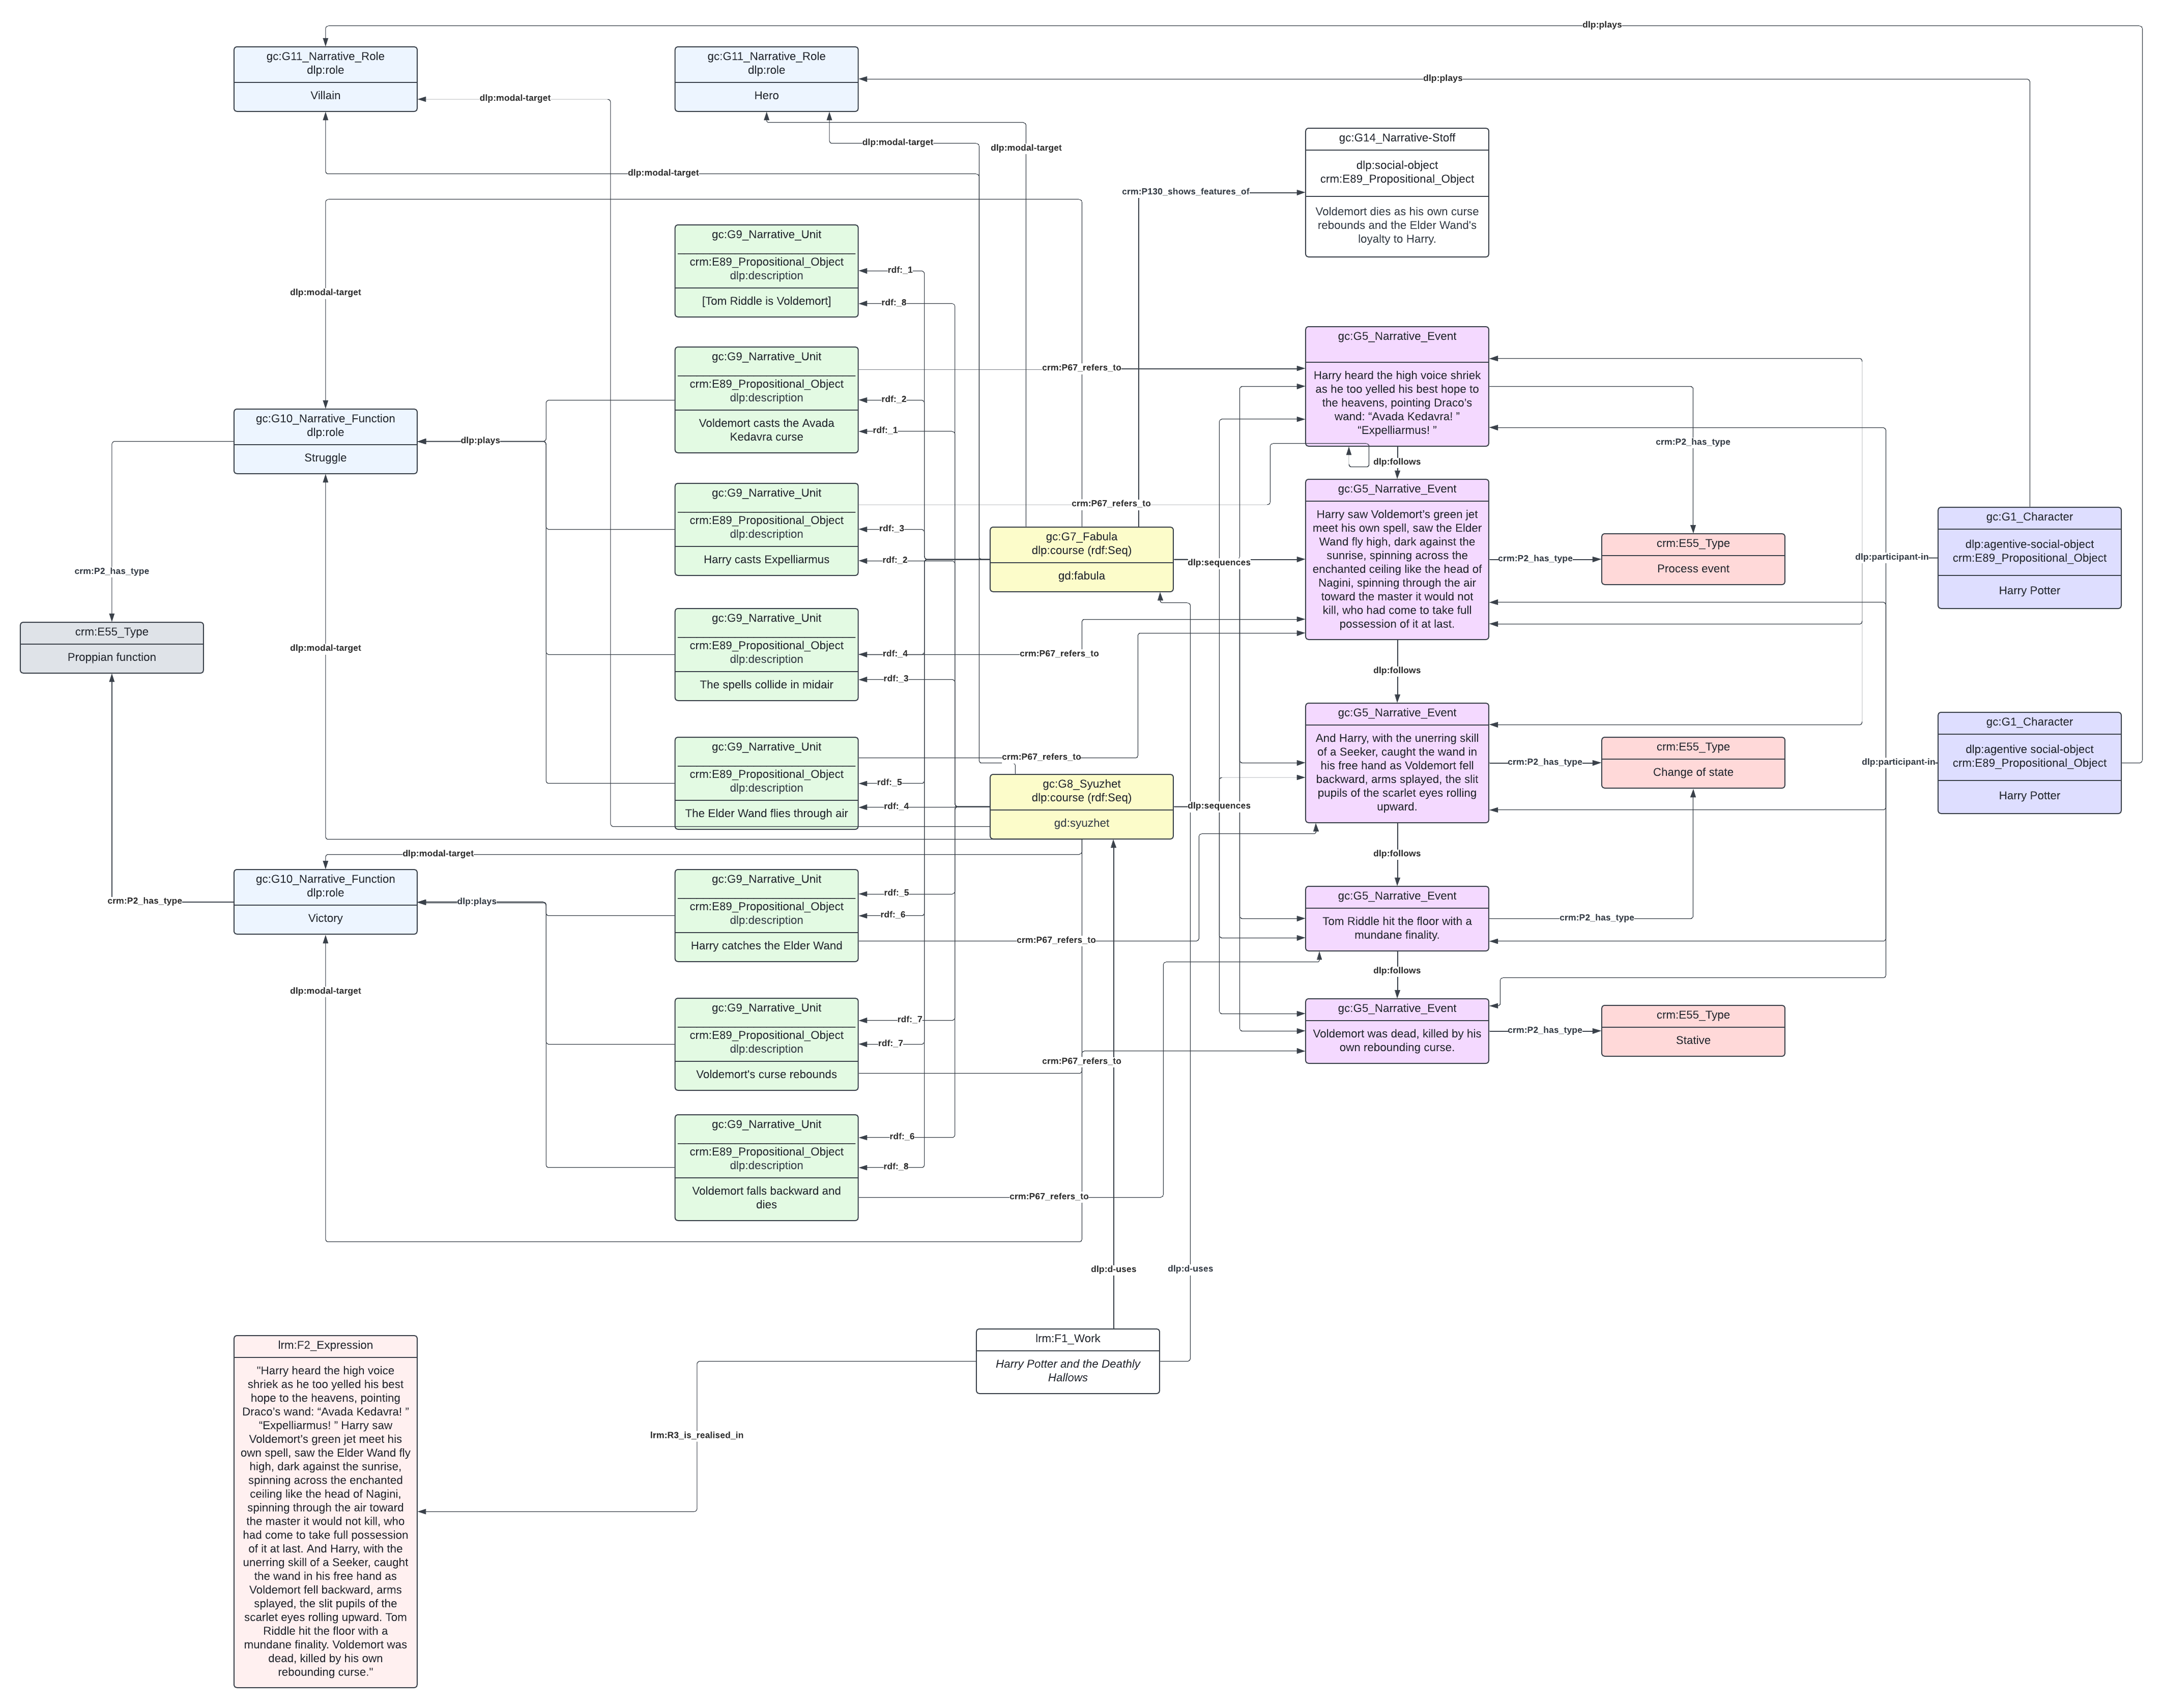 dlp:plays
gc:G11_Narrative_Role
dlp:role
Villain
gc:G11_Narrative_Role
dlp:role
Hero
dlp:plays
dlp:modal-target
dlp:modal-target
dlp:modal-target
dlp:modal-target
gc:G14_Narrative-Stoff
dlp:social-object
crm:E89_Propositional_Object
Voldemort dies as his own curse
rebounds and the Elder Wand's
loyalty to Harry.
crm:P130_shows_features_of
gc:G9_Narrative_Unit
crm:E89_Propositional_Object
dlp:description
[Tom Riddle is Voldemort]
rdf:_1
rdf:_8
dlp:modal-target
gc:G9_Narrative_Unit
crm:E89_Propositional_Object
dlp:description
Voldemort casts the Avada
Kedavra curse
rdf:_2
rdf:_1
crm:P67_refers_to
gc:G5_Narrative_Event
Harry heard the high voice shriek
as he too yelled his best hope to
the heavens, pointing Draco's
wand: “Avada Kedavra! ”
“Expelliarmus! ”
crm:P2_has_type
dlp:follows
gc:G10_Narrative_Function
dlp:role
Struggle
dlp:plays
gc:G9_Narrative_Unit
crm:E89_Propositional_Object
dlp:description
Harry casts Expelliarmus
rdf:_3
rdf:_2
crm:P67_refers_to
gc:G7_Fabula
dlp:course (rdf:Seq)
gd:fabula
dlp:sequences
gc:G5_Narrative_Event
Harry saw Voldemort’s green jet
meet his own spell, saw the Elder
Wand fly high, dark against the
sunrise, spinning across the
enchanted ceiling like the head of
Nagini, spinning through the air
toward the master it would not
kill, who had come to take full
possession of it at last.
crm:P2_has_type
crm:E55_Type
Process event
dlp:participant-in
gc:G1_Character
dlp:agentive-social-object
crm:E89_Propositional_Object
Harry Potter
crm:P2_has_type
crm:E55_Type
Proppian function
dlp:modal-target
gc:G9_Narrative_Unit
crm:E89_Propositional_Object
dlp:description
The spells collide in midair
rdf:_4
rdf:_3
crm:P67_refers_to
dlp:follows
gc:G9_Narrative_Unit
crm:E89_Propositional_Object
dlp:description
The Elder Wand flies through air
rdf:_5
rdf:_4
crm:P67_refers_to
gc:G8_Syuzhet
dlp:course (rdf:Seq)
gd:syuzhet
dlp:sequences
gc:G5_Narrative_Event
And Harry, with the unerring skill
of a Seeker, caught the wand in
his free hand as Voldemort fell
backward, arms splayed, the slit
pupils of the scarlet eyes rolling
upward.
crm:P2_has_type
crm:E55_Type
Change of state
dlp:participant-in
gc:G1_Character
dlp:agentive social-object
crm:E89_Propositional_Object
Harry Potter
dlp:modal-target
dlp:follows
crm:P2_has_type
gc:G10_Narrative_Function
dlp:role
Victory
dlp:plays
gc:G9_Narrative_Unit
crm:E89_Propositional_Object
dlp:description
Harry catches the Elder Wand
rdf:_5
rdf:_6
crm:P67_refers_to
gc:G5_Narrative_Event
Tom Riddle hit the floor with a
mundane finality.
crm:P2_has_type
dlp:follows
dlp:modal-target
gc:G9_Narrative_Unit
crm:E89_Propositional_Object
dlp:description
Voldemort's curse rebounds
rdf:_7
rdf:_7
crm:P67_refers_to
gc:G5_Narrative_Event
Voldemort was dead, killed by his
own rebounding curse.
crm:P2_has_type
crm:E55_Type
Stative
gc:G9_Narrative_Unit
crm:E89_Propositional_Object
dlp:description
Voldemort falls backward and
dies
rdf:_6
rdf:_8
crm:P67_refers_to
dlp:d-uses
dlp:d-uses
lrm:F1_Work
Harry Potter and the Deathly
Hallows
lrm:R3_is_realised_in
lrm:F2_Expression
"Harry heard the high voice
shriek as he too yelled his best
hope to the heavens, pointing
Draco’s wand: “Avada Kedavra! ”
“Expelliarmus! ” Harry saw
Voldemort’s green jet meet his
own spell, saw the Elder Wand fly
high, dark against the sunrise,
spinning across the enchanted
ceiling like the head of Nagini,
spinning through the air toward
the master it would not kill, who
had come to take full possession
of it at last. And Harry, with the
unerring skill of a Seeker, caught
the wand in his free hand as
Voldemort fell backward, arms
splayed, the slit pupils of the
scarlet eyes rolling upward. Tom
Riddle hit the floor with a
mundane finality. Voldemort was
dead, killed by his own
rebounding curse."